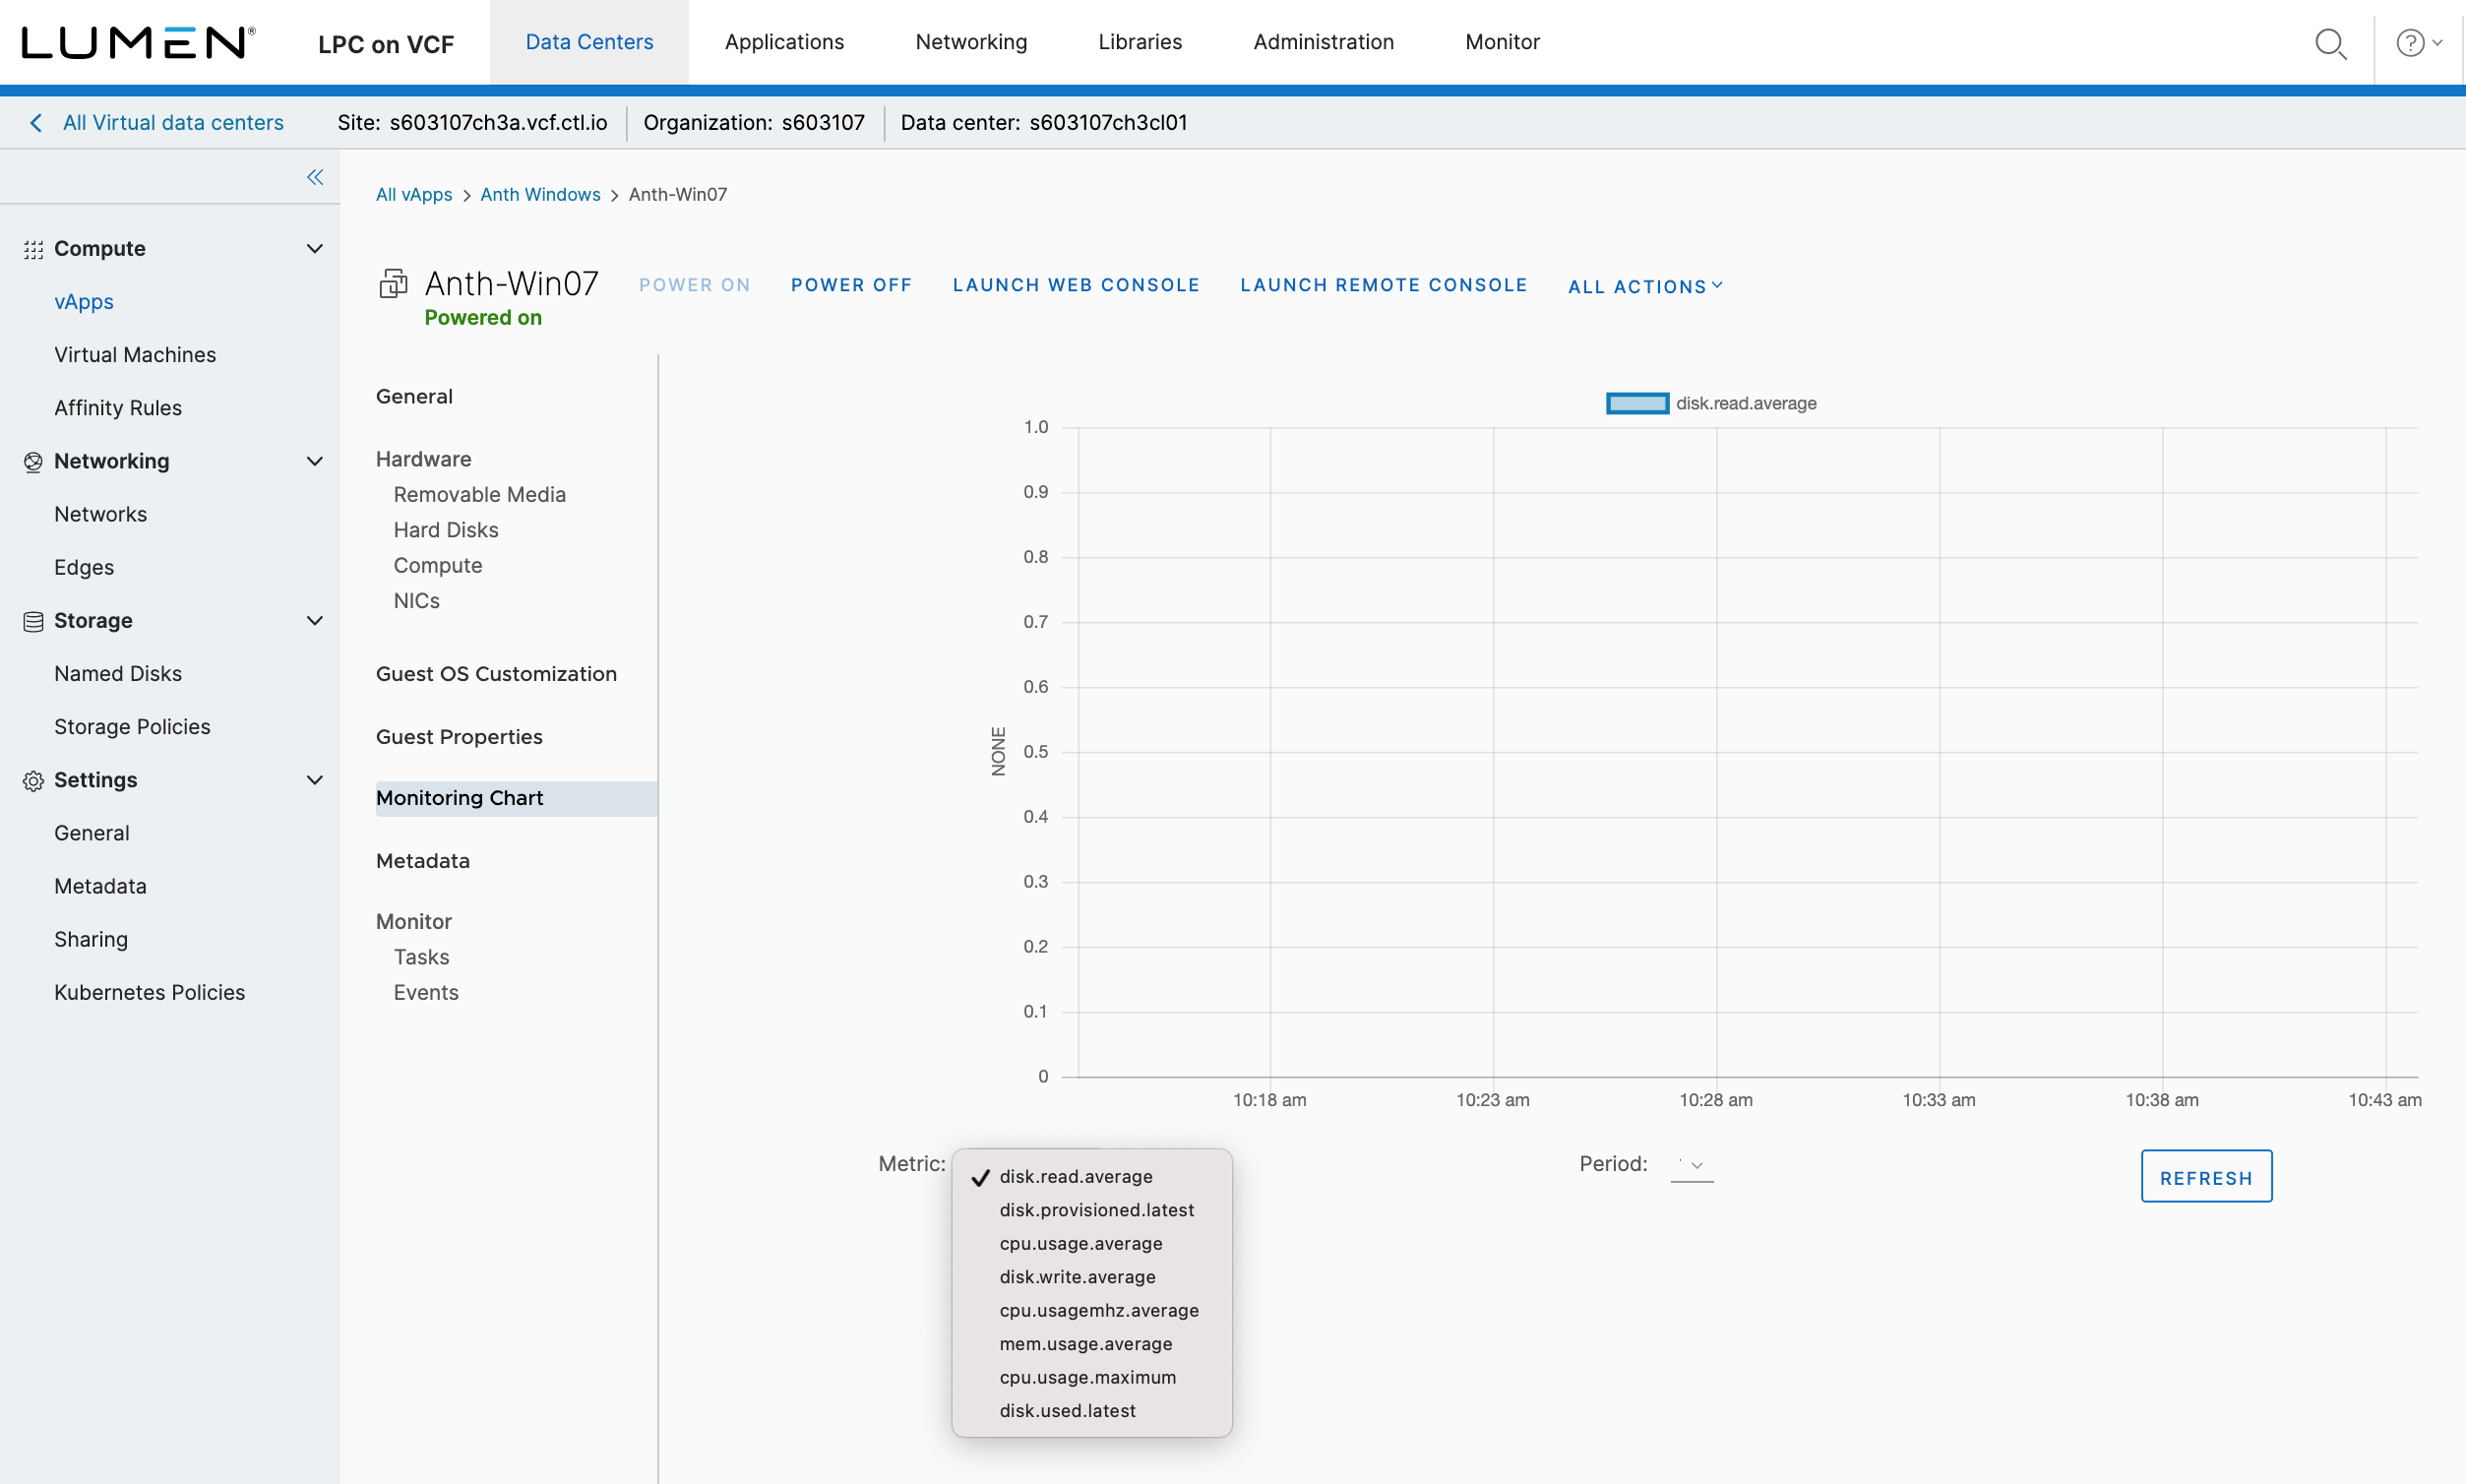 LUMEN®
LPC on VCF
Data Centers
Applications
Networking
Libraries
Administration
Monitor
All Virtual data centers
Site: s603107ch3a.vcf.ctl.io
Organization: s603107
Data center: s603107ch3cl01
All vApps > Anth Windows > Anth-Win07
Anth-Win07
Powered on
POWER ON
POWER OFF
LAUNCH WEB CONSOLE
LAUNCH REMOTE CONSOLE
ALL ACTIONS
Compute
vApps
Virtual Machines
Affinity Rules
Networking
Networks
Edges
Storage
Named Disks
Storage Policies
Settings
General
Metadata
Sharing
Kubernetes Policies
General
Hardware
Removable Media
Hard Disks
Compute
NICs
Guest OS Customization
Guest Properties
Monitoring Chart
Metadata
Monitor
Tasks
Events
disk.read.average
1.0
0.9
0.8
0.7
0.6
0.5
0.4
0.3
0.2
0.1
0
NONE
10:18 am
10:23 am
10:28 am
10:33 am
10:38 am
10:43 am
Metric:
disk.read.average
disk.provisioned.latest
cpu.usage.average
disk.write.average
cpu.usagemhz.average
mem.usage.average
cpu.usage.maximum
disk.used.latest
Period:
REFRESH